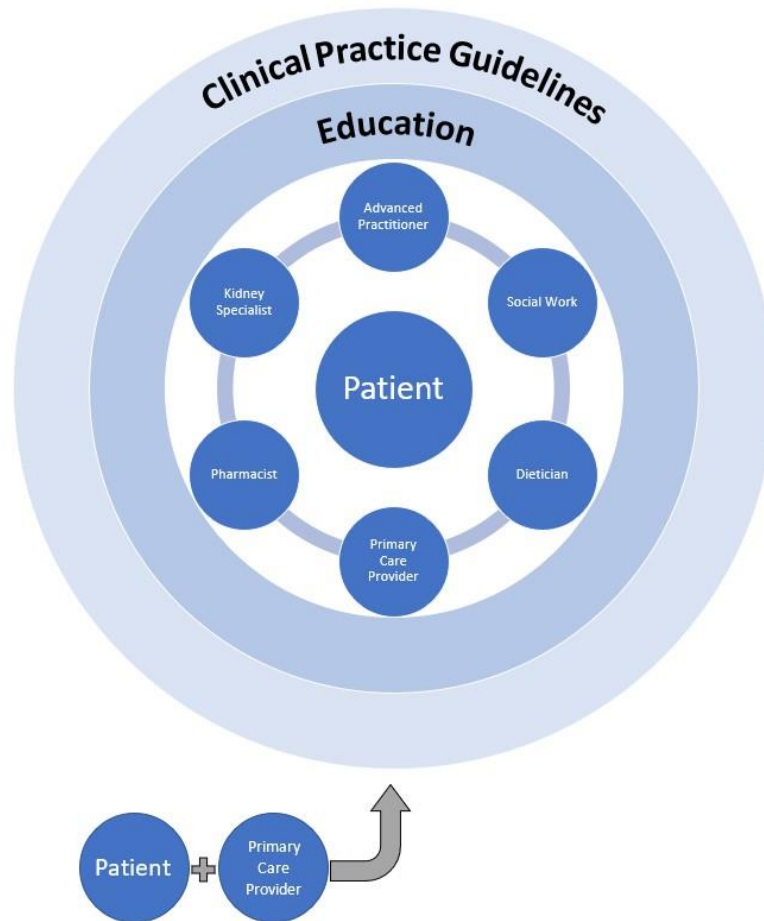 Clinical Practice Guidelines
Education
Advanced
Practitioner
Kidney
Specialist
Social Work
Patient
Pharmacist
Dietician
Primary
Care
Provider
Patient
Primary
Care
Provider